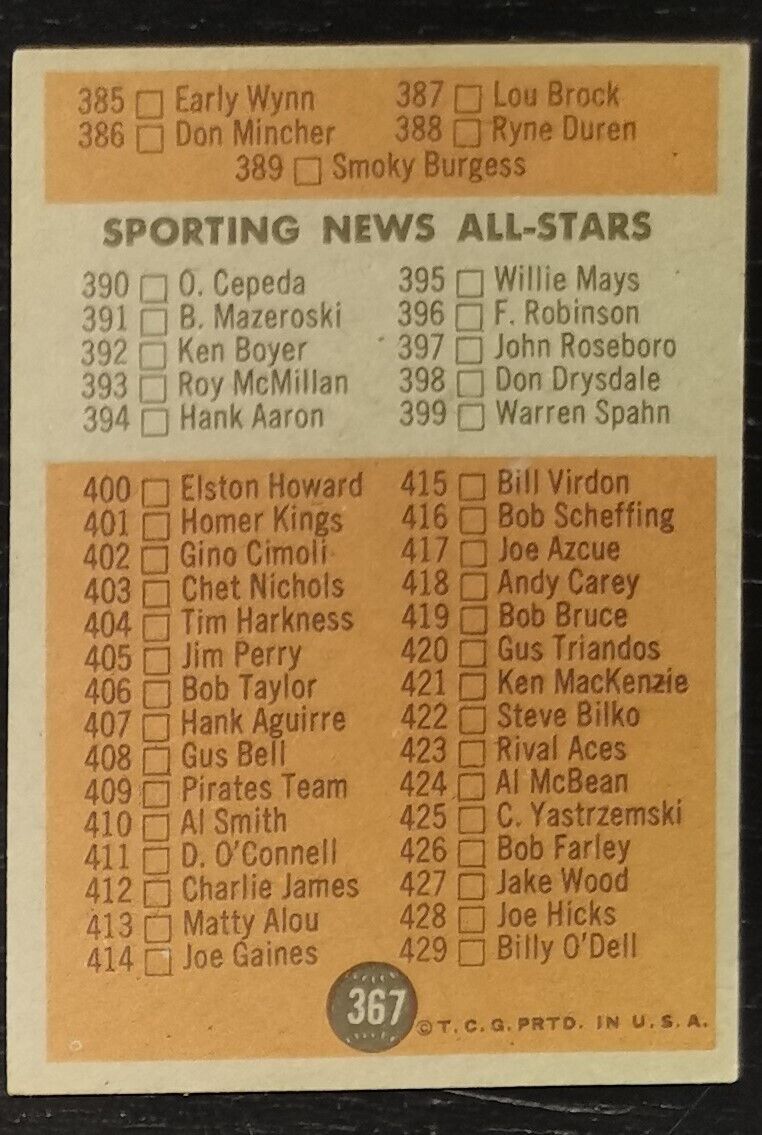 385 □ Early Wynn
386 □ Don Mincher
387 □ Lou Brock
388 □ Ryne Duren
389 □ Smoky Burgess
SPORTING NEWS ALL-STARS
390 □ O. Cepeda
391 □ B. Mazeroski
392 □ Ken Boyer
393 □ Roy McMillan
394 □ Hank Aaron
395 □ Willie Mays
396 □ F. Robinson
397 □ John Roseboro
398 □ Don Drysdale
399 □ Warren Spahn
400 □ Elston Howard
401 □ Homer Kings
402 □ Gino Cimoli
403 □ Chet Nichols
404 □ Tim Harkness
405 □ Jim Perry
406 □ Bob Taylor
407 □ Hank Aguirre
408 □ Gus Bell
409 □ Pirates Team
410 □ Al Smith
411 □ D. O'Connell
412 □ Charlie James
413 □ Matty Alou
414 □ Joe Gaines
415 □ Bill Virdon
416 □ Bob Scheffing
417 □ Joe Azcue
418 □ Andy Carey
419 □ Bob Bruce
420 □ Gus Triandos
421 □ Ken MacKenzie
422 □ Steve Bilko
423 □ Rival Aces
424 □ Al McBean
425 □ C. Yastrzemski
426 □ Bob Farley
427 □ Jake Wood
428 □ Joe Hicks
429 □ Billy O'Dell
367
© T. C. G. PRTD. IN U. S. A.